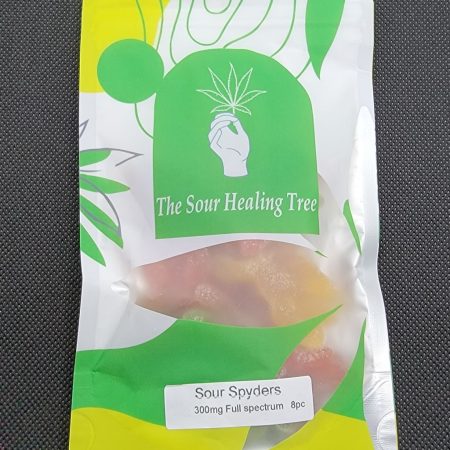 The Sour Healing Tree
Sour Spyders
300mg Full spectrum 8pc